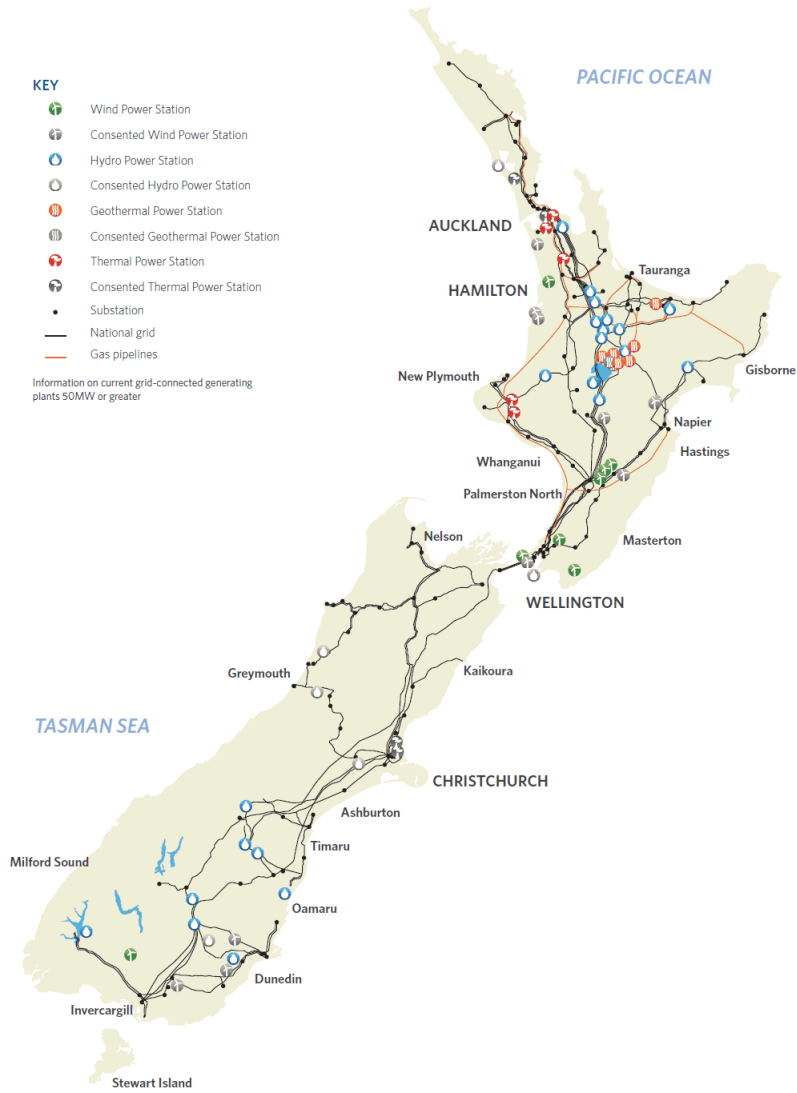 PACIFIC OCEAN
KEY
Wind Power Station
Consented Wind Power Station
Hydro Power Station
Consented Hydro Power Station
Geothermal Power Station
Consented Geothermal Power Station
Thermal Power Station
Consented Thermal Power Station
Substation
National grid
Gas pipelines
Information on current grid-connected generating
plants 50MW or greater
AUCKLAND
Tauranga
HAMILTON
Gisborne
New Plymouth
Napier
Hastings
Whanganui
Palmerston North
Nelson
Masterton
WELLINGTON
Greymouth
Kaikoura
TASMAN SEA
CHRISTCHURCH
Ashburton
Timaru
Milford Sound
Oamaru
Dunedin
Invercargill
Stewart Island